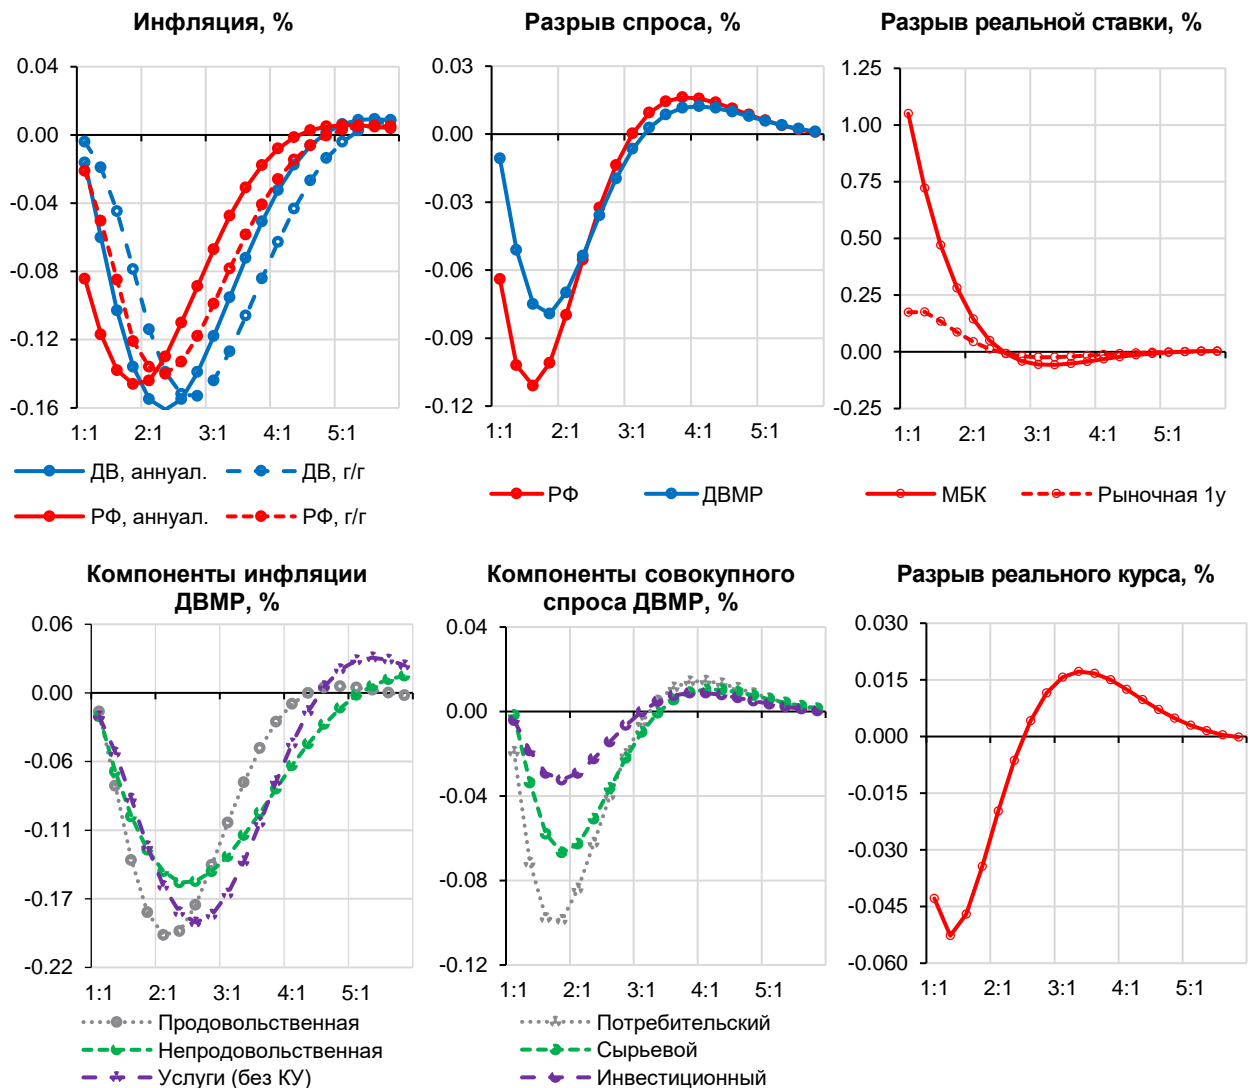 Инфляция, %
0.04
0.00
-0.04
-0.08
-0.12
-0.16
1:1 2:1 3:1 4:1 5:1
ДВ, аннуал. ДВ, г/г
РФ, аннуал. РФ, г/г
Разрыв спроса, %
0.03
0.00
-0.03
-0.06
-0.09
-0.12
1:1 2:1 3:1 4:1 5:1
РФ ДВМР
Разрыв реальной ставки, %
1.25
1.00
0.75
0.50
0.25
0.00
-0.25
1:1 2:1 3:1 4:1 5:1
МБК Рыночная 1у
Компоненты инфляции
ДВМР, %
0.06
0.00
-0.06
-0.11
-0.17
-0.22
1:1 2:1 3:1 4:1 5:1
Продовольственная
Непродовольственная
Услуги (без КУ)
Компоненты совокупного
спроса ДВМР, %
0.04
0.00
-0.04
-0.08
-0.12
1:1 2:1 3:1 4:1 5:1
Потребительский
Сырьевой
Инвестиционный
Разрыв реального курса, %
0.030
0.015
0.000
-0.015
-0.030
-0.045
-0.060
1:1 2:1 3:1 4:1 5:1